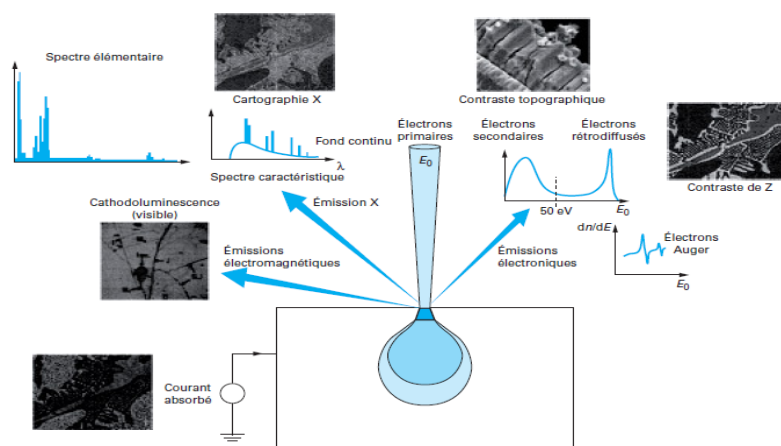 Spectre élémentaire
Cartographie X
Fond continu
λ
Spectre caractéristique
Émission X
Cathodoluminescence
(visible)
Émissions
électromagnétiques
Contraste topographique
Électrons
primaires
E₀
Électrons
secondaires
Électrons
rétrodiffusés
50 eV
E₀
Contraste de Z
dn/dE
Électrons
Auger
E₀
Émissions
électroniques
Courant
absorbé